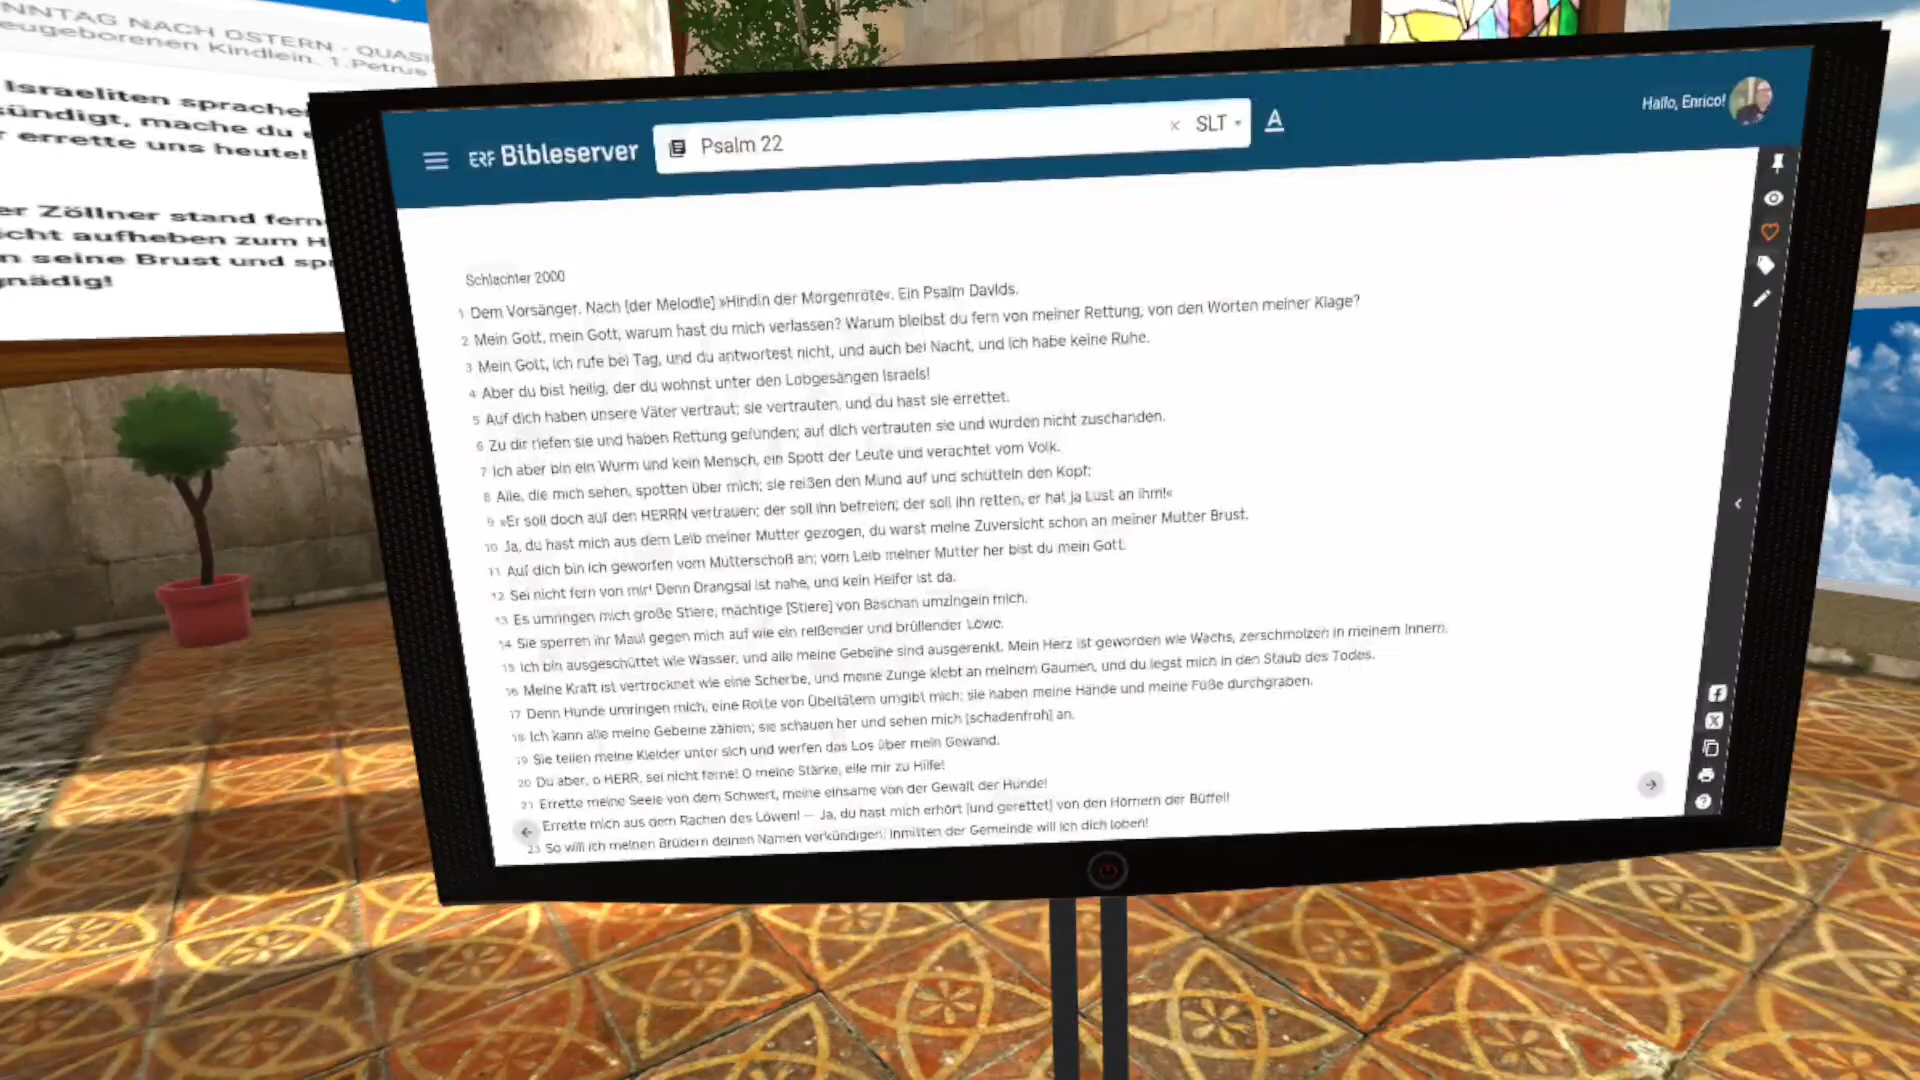 NNTAG NACH OSTERN - QUASI
eugeborenen Kindlein. 1.Petrus
Israeliten sprachen
sündigt, mache du
errette uns heute!
er Zöllner stand fern
icht aufheben zum H
n seine Brust und sp
gnädig!
ERF Bibleserver
Psalm 22
× SLT
A
Hallo, Enrico!
Schlachter 2000
1 Dem Vorsänger. Nach [der Melodie] »Hindin der Morgenröte«. Ein Psalm Davids.
2 Mein Gott, mein Gott, warum hast du mich verlassen? Warum bleibst du fern von meiner Rettung, von den Worten meiner Klage?
3 Mein Gott, ich rufe bei Tag, und du antwortest nicht, und auch bei Nacht, und ich habe keine Ruhe.
4 Aber du bist heilig, der du wohnst unter den Lobgesängen Israels!
5 Auf dich haben unsere Väter vertraut; sie vertrauten, und du hast sie errettet.
6 Zu dir riefen sie und haben Rettung gefunden; auf dich vertrauten sie und wurden nicht zuschanden.
7 Ich aber bin ein Wurm und kein Mensch, ein Spott der Leute und verachtet vom Volk.
8 Alle, die mich sehen, spotten über mich; sie reißen den Mund auf und schütteln den Kopf:
9 »Er soll doch auf den HERRN vertrauen; der soll ihn befreien; der soll ihn retten, er hat ja Lust an ihm!«
10 Ja, du hast mich aus dem Leib meiner Mutter gezogen, du warst meine Zuversicht schon an meiner Mutter Brust.
11 Auf dich bin ich geworfen vom Mutterschoß an; vom Leib meiner Mutter her bist du mein Gott.
12 Sei nicht fern von mir! Denn Drangsal ist nahe, und kein Helfer ist da.
13 Es umringen mich große Stiere; mächtige [Stiere] von Baschan umzingeln mich.
14 Sie sperren ihr Maul gegen mich auf wie ein reißender und brüllender Löwe.
15 Ich bin ausgeschüttet wie Wasser, und alle meine Gebeine sind ausgerenkt. Mein Herz ist geworden wie Wachs, zerschmolzen in meinem Innern.
16 Meine Kraft ist vertrocknet wie eine Scherbe, und meine Zunge klebt an meinem Gaumen, und du legst mich in den Staub des Todes.
17 Denn Hunde umringen mich, eine Rotte von Übeltätern umgibt mich; sie haben meine Hände und meine Füße durchgraben.
18 Ich kann alle meine Gebeine zählen; sie schauen her und sehen mich [schadenfroh] an.
19 Sie teilen meine Kleider unter sich und werfen das Los über mein Gewand.
20 Du aber, o HERR, sei nicht ferne! O meine Stärke, eile mir zu Hilfe!
21 Errette meine Seele von dem Schwert, meine einsame von der Gewalt der Hunde!
Errette mich aus dem Rachen des Löwen! — Ja, du hast mich erhört [und gerettet] von den Hörnern der Büffel!
23 So will ich meinen Brüdern deinen Namen verkündigen; inmitten der Gemeinde will ich dich loben!